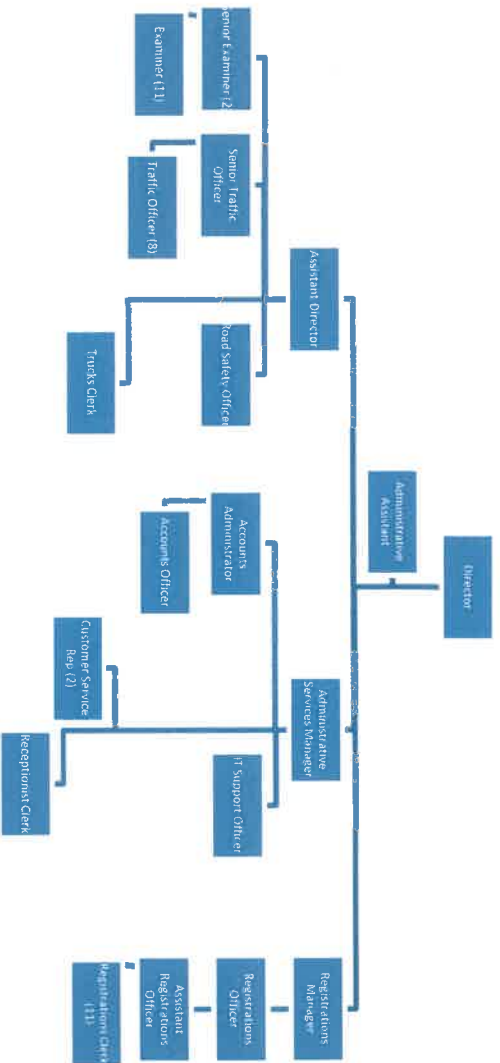 Director
Administrative
Assistant
Assistant Director
Administrative
Services Manager
Registrations
Manager
Senior Examiner (2)
Examiner (11)
Senior Traffic
Officer
Traffic Officer (8)
Road Safety Officer
Trucks Clerk
Accounts
Administrator
Accounts Officer
IT Support Officer
Customer Service
Rep (2)
Receptionist Clerk
Registrations
Officer
Assistant
Registrations
Officer
Registrations Clerk
(11)